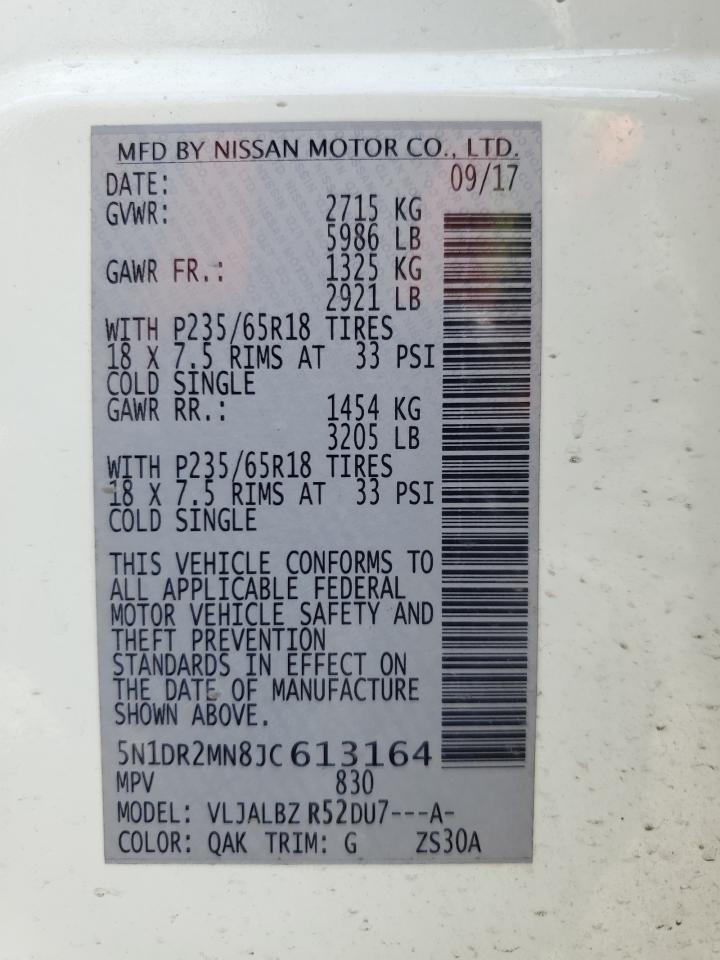 MFD BY NISSAN MOTOR CO., LTD.
DATE: 09/17
GVWR: 2715 KG
5986 LB
GAWR FR.: 1325 KG
2921 LB
WITH P235/65R18 TIRES
18 X 7.5 RIMS AT 33 PSI
COLD SINGLE
GAWR RR.: 1454 KG
3205 LB
WITH P235/65R18 TIRES
18 X 7.5 RIMS AT 33 PSI
COLD SINGLE
THIS VEHICLE CONFORMS TO
ALL APPLICABLE FEDERAL
MOTOR VEHICLE SAFETY AND
THEFT PREVENTION
STANDARDS IN EFFECT ON
THE DATE OF MANUFACTURE
SHOWN ABOVE.
5N1DR2MN8JC613164
MPV 830
MODEL: VLJALBZ R52DU7---A-
COLOR: QAK TRIM: G ZS30A